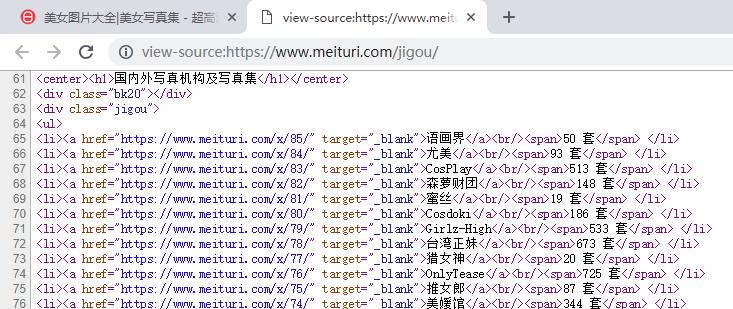 美女图片大全|美女写真集 - 超高
view-source:https://www.meitu
view-source:https://www.meituri.com/jigou/
61 <center><h1>国内外写真机构及写真集</h1></center>
62 <div class="bk20"></div>
63 <div class="jigou">
64 <ul>
65 <li><a href="https://www.meituri.com/x/85/" target="_blank">语画界</a><br/><span>50 套</span> </li>
66 <li><a href="https://www.meituri.com/x/84/" target="_blank">尤美</a><br/><span>93 套</span> </li>
67 <li><a href="https://www.meituri.com/x/83/" target="_blank">CosPlay</a><br/><span>513 套</span> </li>
68 <li><a href="https://www.meituri.com/x/82/" target="_blank">森萝财团</a><br/><span>148 套</span> </li>
69 <li><a href="https://www.meituri.com/x/81/" target="_blank">蜜丝</a><br/><span>19 套</span> </li>
70 <li><a href="https://www.meituri.com/x/80/" target="_blank">Cosdoki</a><br/><span>186 套</span> </li>
71 <li><a href="https://www.meituri.com/x/79/" target="_blank">Girlz-High</a><br/><span>533 套</span> </li>
72 <li><a href="https://www.meituri.com/x/78/" target="_blank">台湾正妹</a><br/><span>673 套</span> </li>
73 <li><a href="https://www.meituri.com/x/77/" target="_blank">猎女神</a><br/><span>20 套</span> </li>
74 <li><a href="https://www.meituri.com/x/76/" target="_blank">OnlyTease</a><br/><span>725 套</span> </li>
75 <li><a href="https://www.meituri.com/x/75/" target="_blank">推女郎</a><br/><span>87 套</span> </li>
76 <li><a href="https://www.meituri.com/x/74/" target="_blank">美媛馆</a><br/><span>344 套</span> </li>